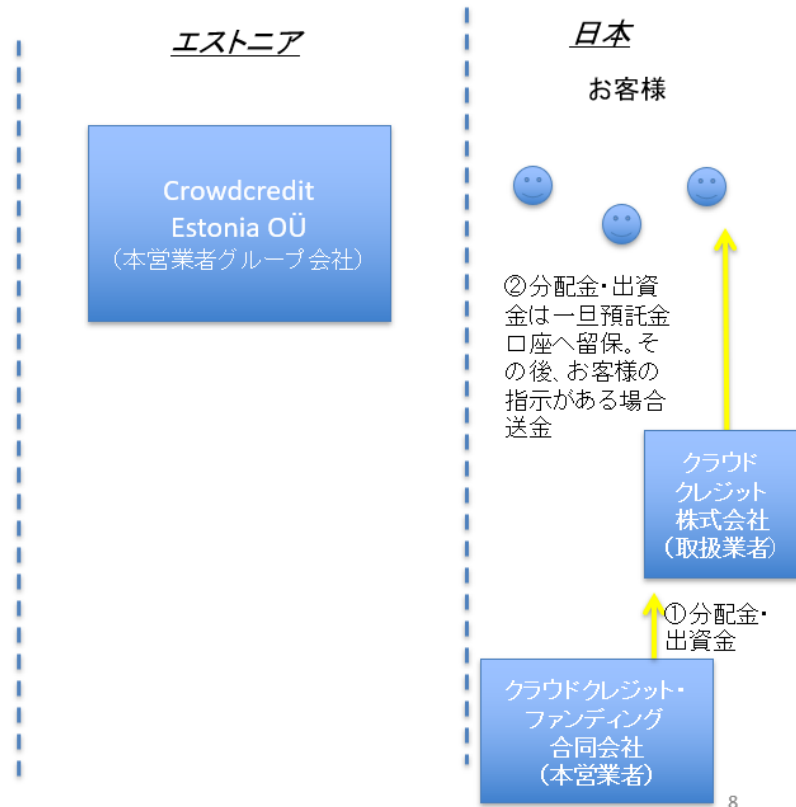 エストニア
日本
お客様
Crowdcredit
Estonia OÜ
（本営業者グループ会社）
②分配金・出資
金は一旦預託金
口座へ留保。そ
の後、お客様の
指示がある場合
送金
クラウド
クレジット
株式会社
（取扱業者）
①分配金・
出資金
クラウドクレジット・
ファンディング
合同会社
（本営業者）
8